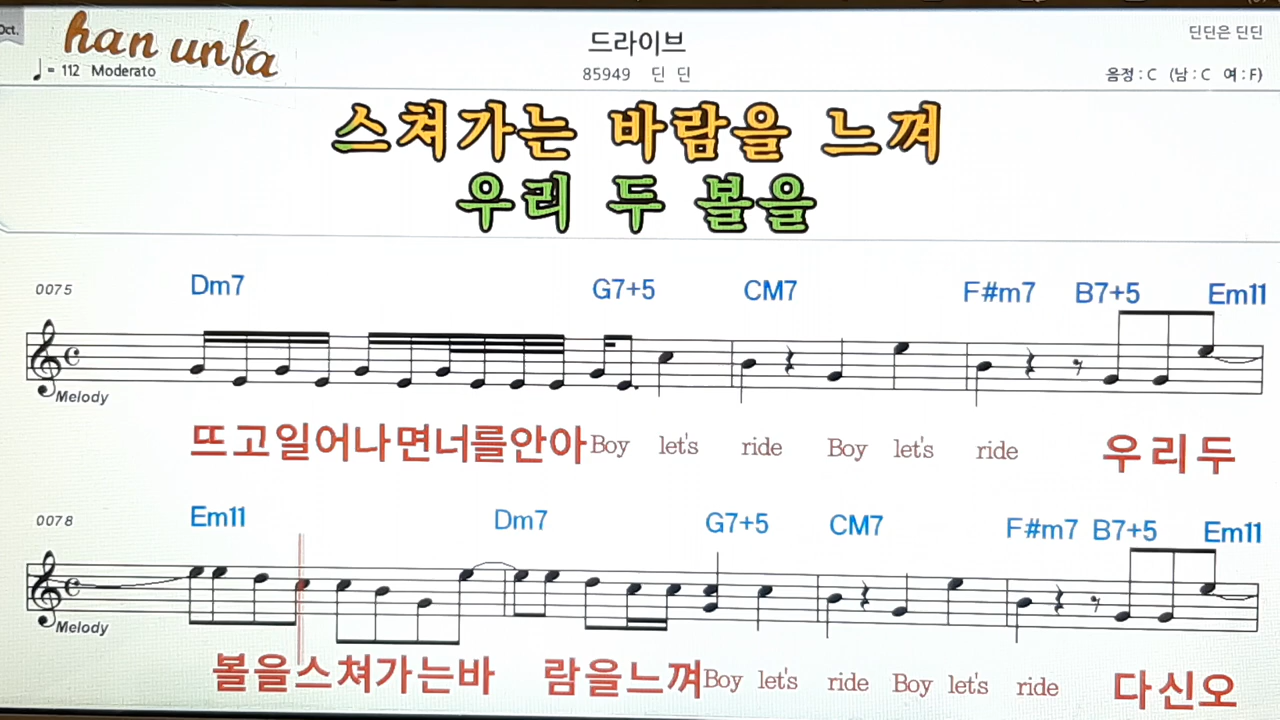 Oct.
han unfa
♩= 112 Moderato
드라이브
85949 딘 딘
딘딘은 딘딘
음정 : C (남 : C 여 : F)
스쳐가는 바람을 느껴
우리 두 볼을
0075
Dm7 G7+5 CM7 F#m7 B7+5 Em11
Melody
뜨고일어나면너를안아 Boy let's ride Boy let's ride 우리두
0078
Em11 Dm7 G7+5 CM7 F#m7 B7+5 Em11
Melody
볼을스쳐가는바 람을느껴 Boy let's ride Boy let's ride 다신오